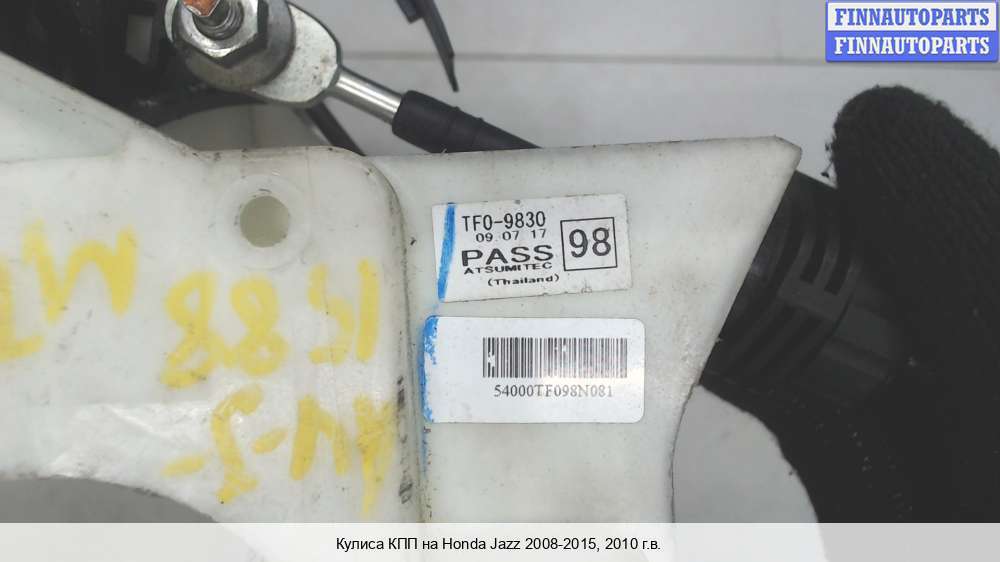 FINNAUTOPARTS
FINNAUTOPARTS
TF0-9830
09.07.17
PASS
98
ATSUMITEC
(Thailand)
54000TF098N081
1588
Кулиса КПП на Honda Jazz 2008-2015, 2010 г.в.